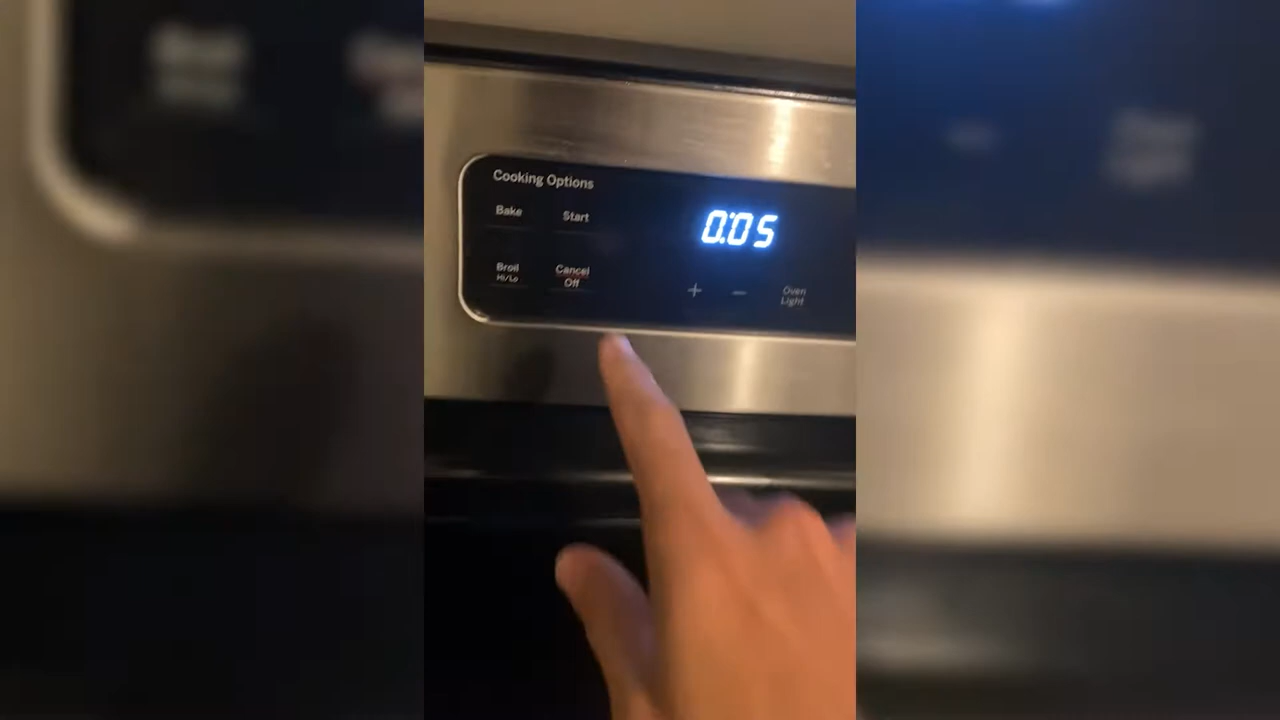 Cooking Options
Bake
Start
0:05
Broil
Hi/Lo
Cancel
Off
+
−
Oven
Light